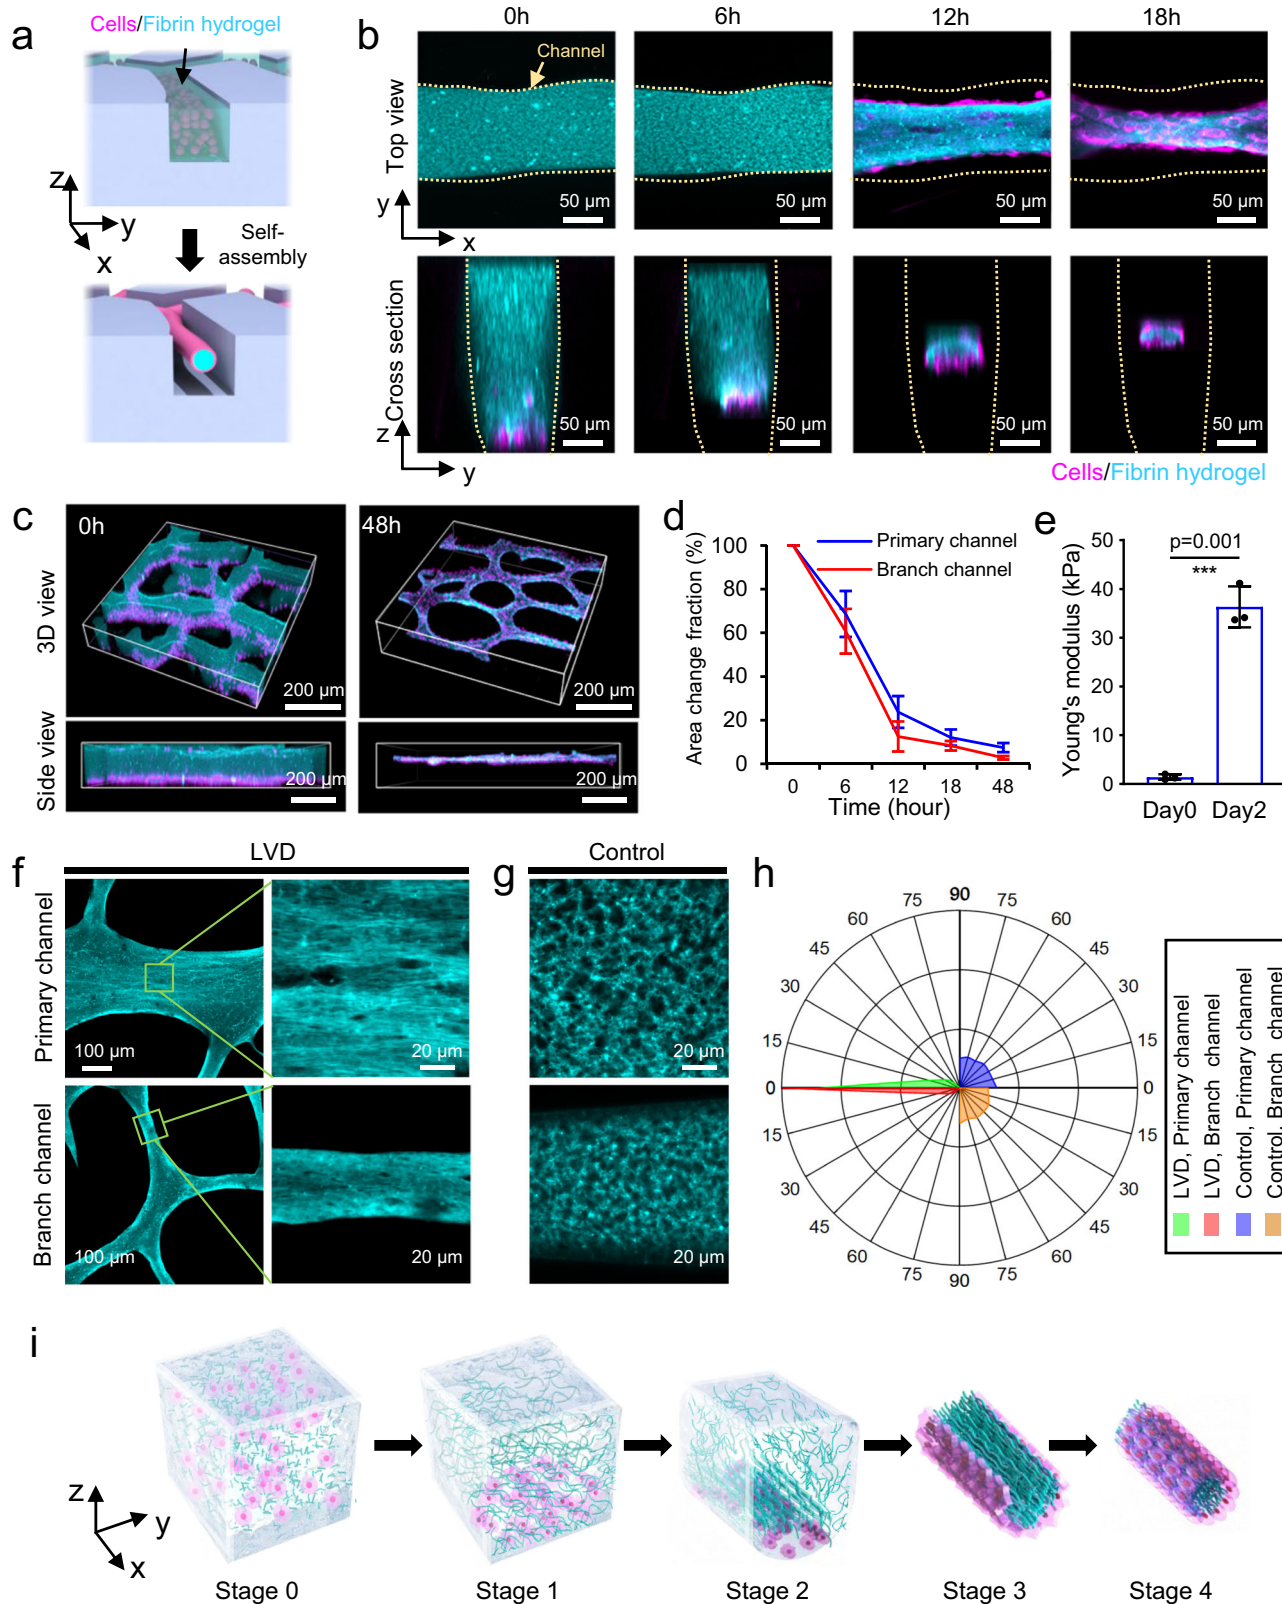 a
Cells/Fibrin hydrogel
z
y
x
Self-
assembly
b
0h
6h
12h
18h
Top view
Channel
50 µm
50 µm
50 µm
50 µm
y
x
Cross section
50 µm
50 µm
50 µm
50 µm
z
y
Cells/Fibrin hydrogel
c
0h
48h
3D view
200 µm
200 µm
Side view
200 µm
200 µm
d
Area change fraction (%)
100
80
60
40
20
0
Primary channel
Branch channel
0
6
12
18
48
Time (hour)
e
Young's modulus (kPa)
50
40
30
20
10
0
p=0.001
***
Day0
Day2
f
LVD
Primary channel
100 µm
20 µm
Branch channel
100 µm
20 µm
g
Control
20 µm
20 µm
h
90
75
75
60
60
45
45
30
30
15
15
0
0
15
15
30
30
45
45
60
60
75
75
90
LVD, Primary channel
LVD, Branch channel
Control, Primary channel
Control, Branch channel
i
z
y
x
Stage 0
Stage 1
Stage 2
Stage 3
Stage 4